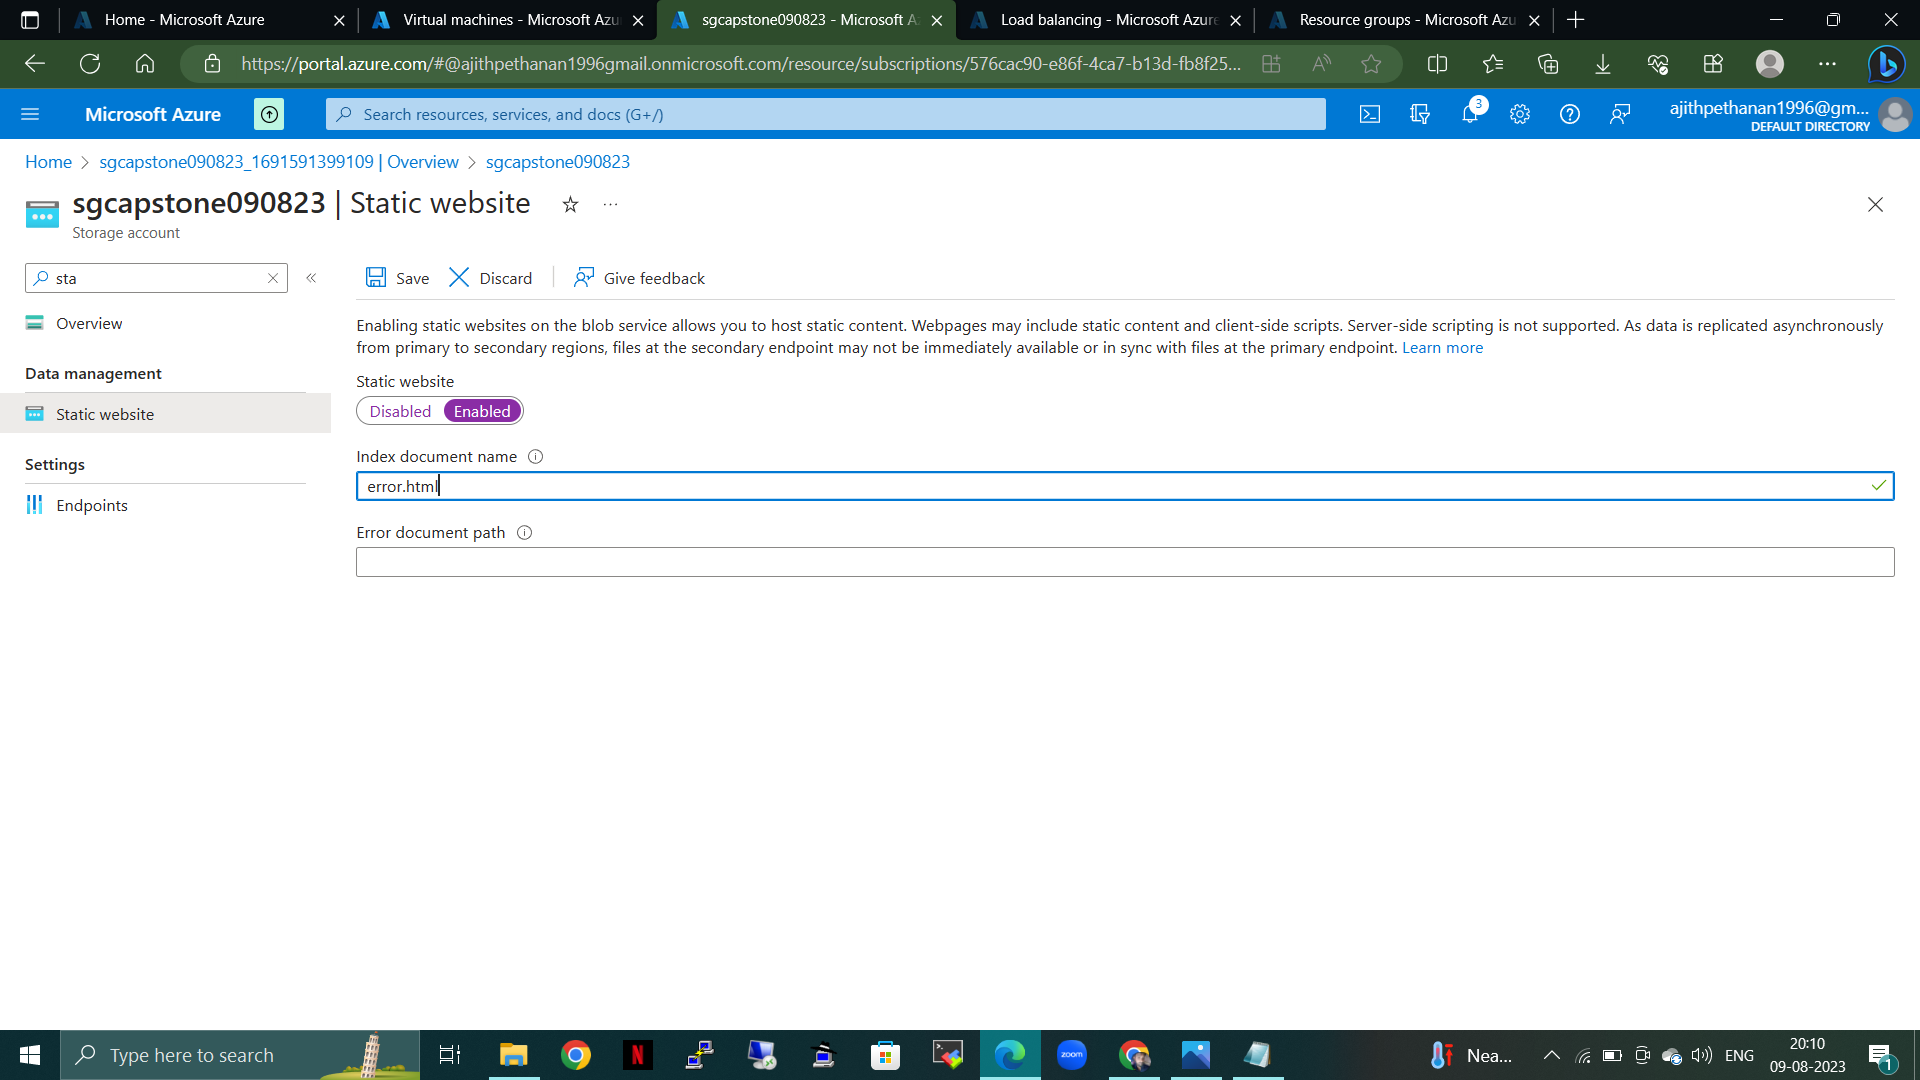 Home - Microsoft Azure
Virtual machines - Microsoft Azu
sgcapstone090823 - Microsoft A
Load balancing - Microsoft Azure
Resource groups - Microsoft Azu
https://portal.azure.com/#@ajithpethanan1996gmail.onmicrosoft.com/resource/subscriptions/576cac90-e86f-4ca7-b13d-fb8f25...
Microsoft Azure
Search resources, services, and docs (G+/)
3
ajithpethanan1996@gm...
DEFAULT DIRECTORY
Home > sgcapstone090823_1691591399109 | Overview > sgcapstone090823
sgcapstone090823 | Static website
Storage account
sta
Overview
Data management
Static website
Settings
Endpoints
Save
Discard
Give feedback
Enabling static websites on the blob service allows you to host static content. Webpages may include static content and client-side scripts. Server-side scripting is not supported. As data is replicated asynchronously
from primary to secondary regions, files at the secondary endpoint may not be immediately available or in sync with files at the primary endpoint. Learn more
Static website
Disabled Enabled
Index document name
error.html
Error document path
Type here to search
N
zoom
Nea...
ENG
20:10
09-08-2023
1